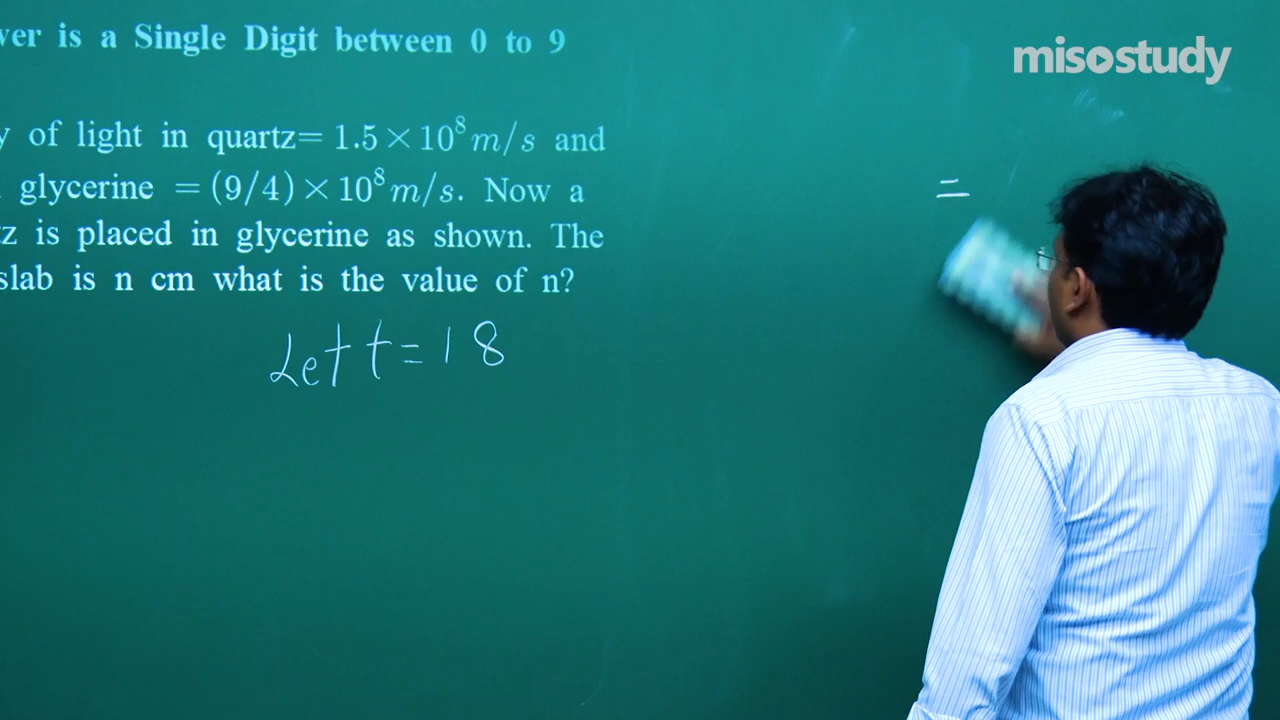 misostudy
ver is a Single Digit between 0 to 9
y of light in quartz= 1.5 × 10⁸ m/s and
glycerine = (9/4) × 10⁸ m/s. Now a
z is placed in glycerine as shown. The
slab is n cm what is the value of n?
Let t = 18
=